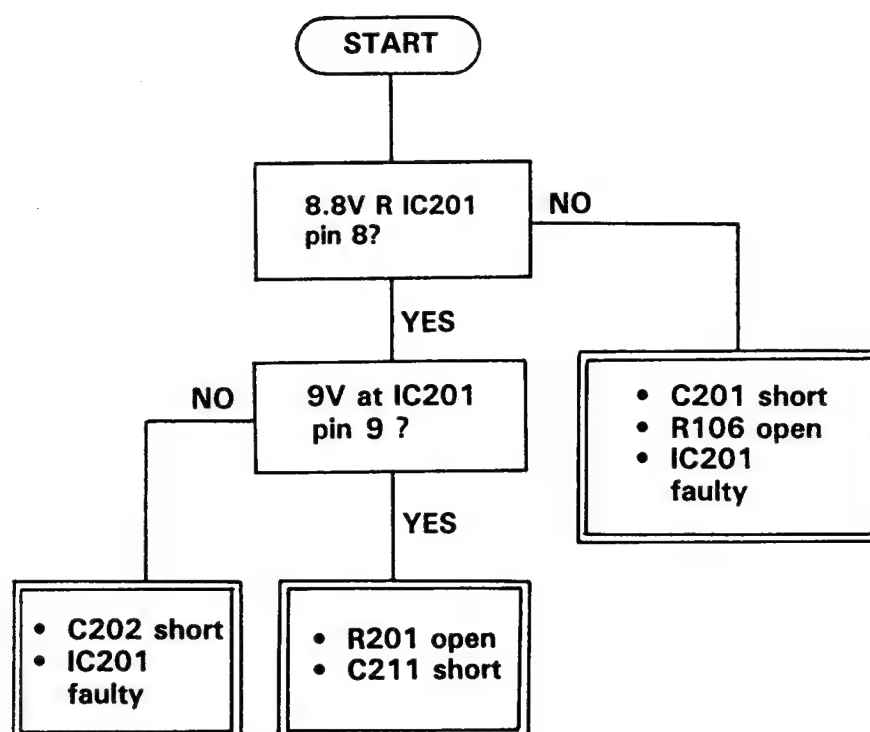 START
8.8V R IC201
pin 8?
NO
YES
9V at IC201
pin 9 ?
NO
YES
• C201 short
• R106 open
• IC201
faulty
• C202 short
• IC201
faulty
• R201 open
• C211 short